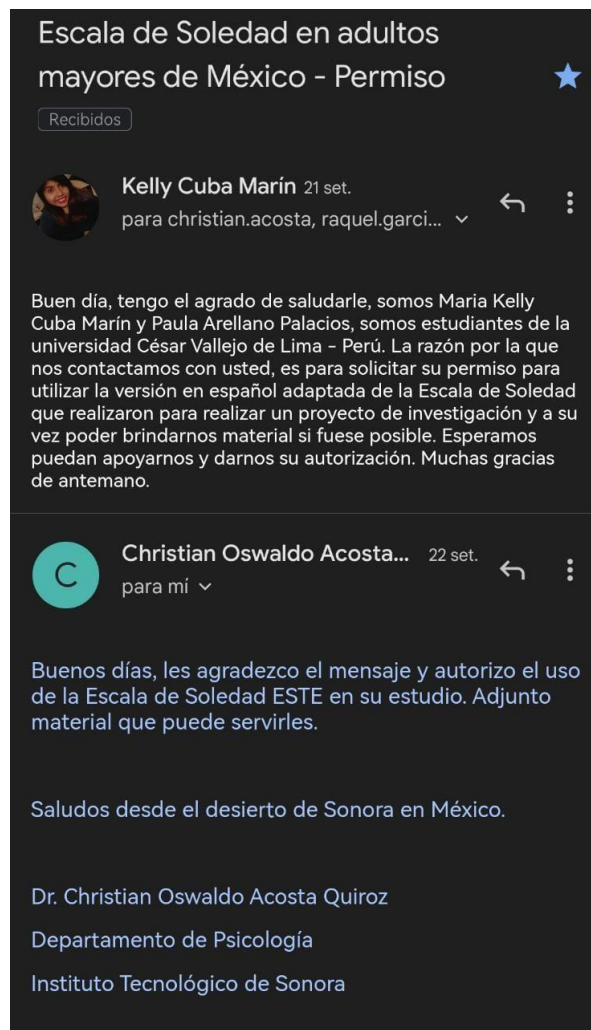 Escala de Soledad en adultos
mayores de México - Permiso
Recibidos
Kelly Cuba Marín 21 set.
para christian.acosta, raquel.garci...
Buen día, tengo el agrado de saludarle, somos Maria Kelly
Cuba Marín y Paula Arellano Palacios, somos estudiantes de la
universidad César Vallejo de Lima – Perú. La razón por la que
nos contactamos con usted, es para solicitar su permiso para
utilizar la versión en español adaptada de la Escala de Soledad
que realizaron para realizar un proyecto de investigación y a su
vez poder brindarnos material si fuese posible. Esperamos
puedan apoyarnos y darnos su autorización. Muchas gracias
de antemano.
C
Christian Oswaldo Acosta... 22 set.
para mí
Buenos días, les agradezco el mensaje y autorizo el uso
de la Escala de Soledad ESTE en su estudio. Adjunto
material que puede servirles.
Saludos desde el desierto de Sonora en México.
Dr. Christian Oswaldo Acosta Quiroz
Departamento de Psicología
Instituto Tecnológico de Sonora